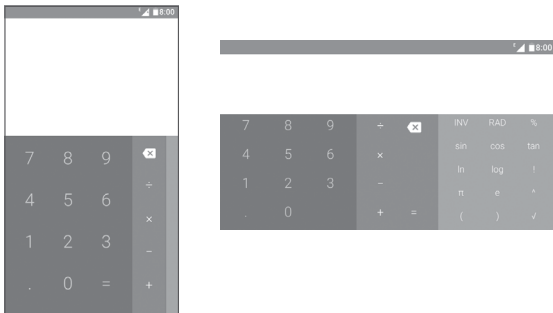 8:00
7 8 9
4 5 6 ÷
1 2 3 ×
. 0 = −
+
8:00
7 8 9 ÷ INV RAD %
4 5 6 × sin cos tan
1 2 3 − ln log !
π e ^
. 0 + = ( ) √